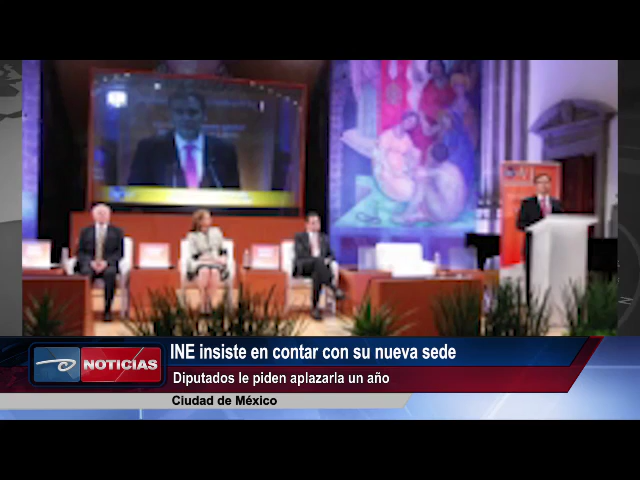 INE insiste en contar con su nueva sede
NOTICIAS
Diputados le piden aplazarla un año
Ciudad de México